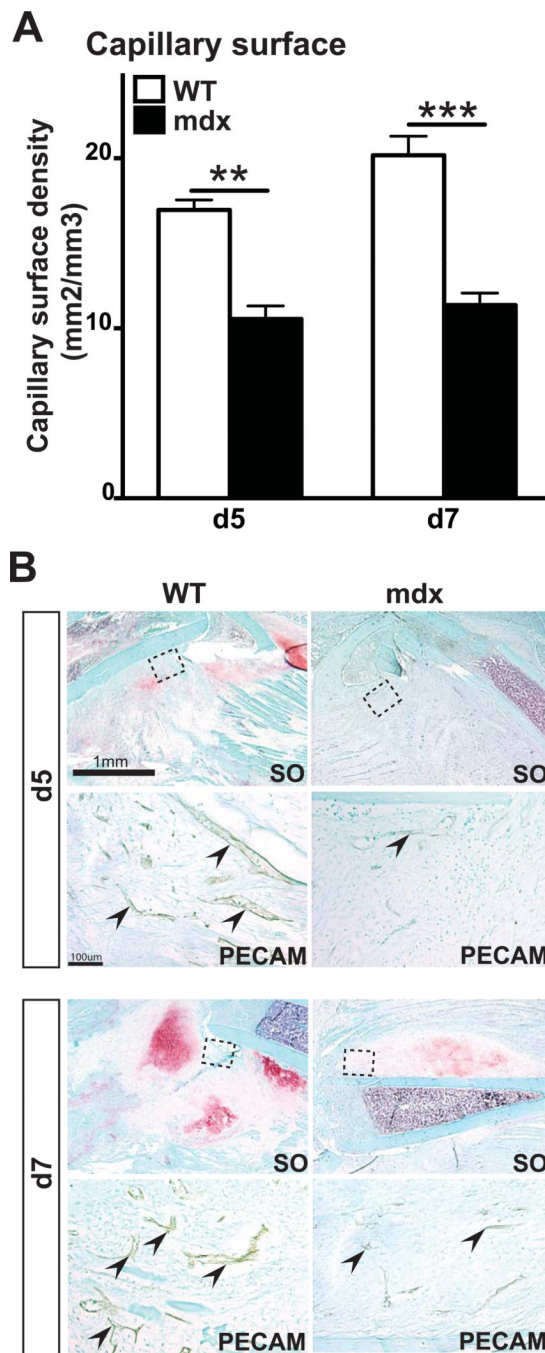 A
Capillary surface
WT
mdx
Capillary surface density
(mm2/mm3)
20
10
0
**
***
d5
d7
B
WT
mdx
d5
1mm
SO
SO
100um
PECAM
PECAM
d7
SO
SO
PECAM
PECAM